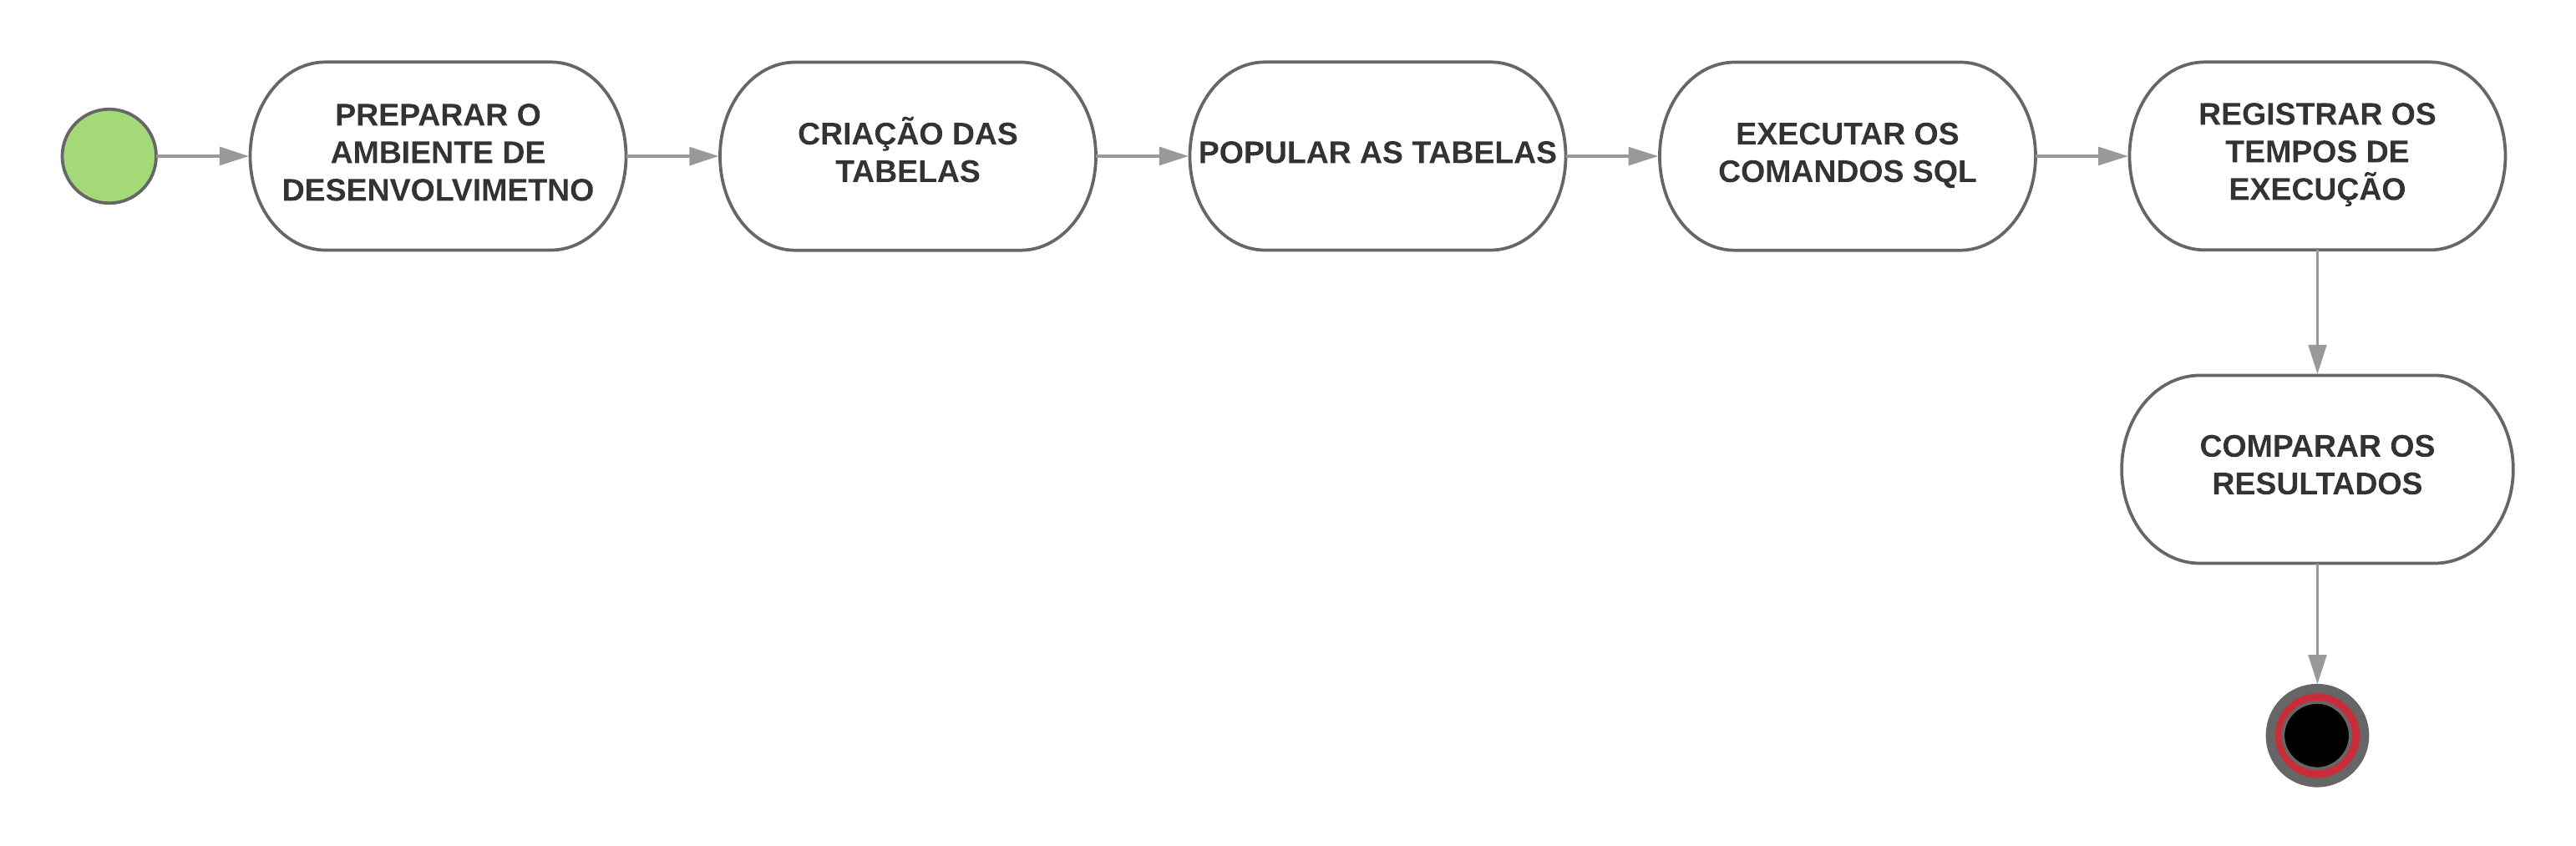 PREPARAR O
AMBIENTE DE
DESENVOLVIMETNO
CRIAÇÃO DAS
TABELAS
POPULAR AS TABELAS
EXECUTAR OS
COMANDOS SQL
REGISTRAR OS
TEMPOS DE
EXECUÇÃO
COMPARAR OS
RESULTADOS